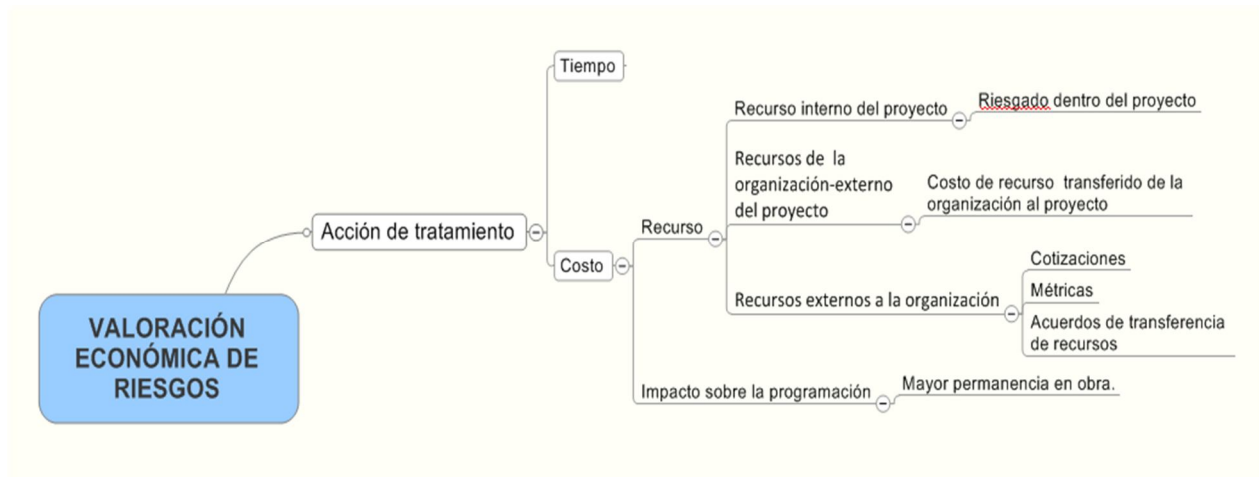 VALORACIÓN
ECONÓMICA DE
RIESGOS
Acción de tratamiento
Tiempo
Costo
Recurso
Recurso interno del proyecto
Riesgado dentro del proyecto
Recursos de la
organización-externo
del proyecto
Costo de recurso transferido de la
organización al proyecto
Recursos externos a la organización
Cotizaciones
Métricas
Acuerdos de transferencia
de recursos
Impacto sobre la programación
Mayor permanencia en obra.